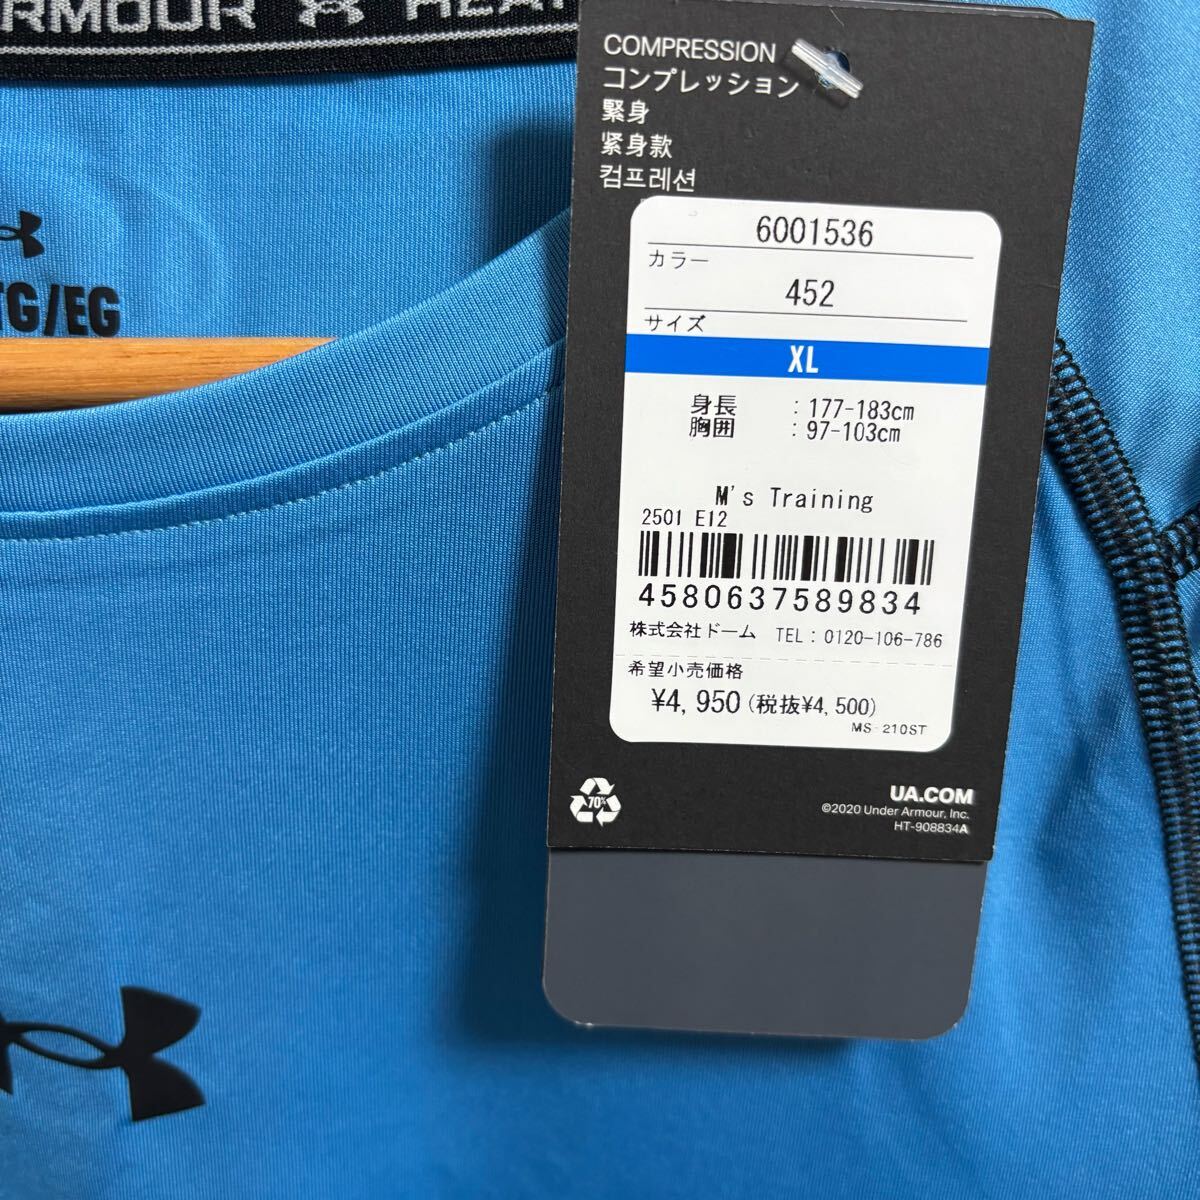 ARMOUR HEAT
TG/EG
COMPRESSION
コンプレッション
緊身
紧身款
컴프레션
6001536
カラー
452
サイズ
XL
身長 : 177-183cm
胸囲 : 97-103cm
M's Training
2501 E12
4580637589834
株式会社ドーム TEL : 0120-106-786
希望小売価格
¥4,950 (税抜¥4,500)
MS-210ST
70%
UA.COM
©2020 Under Armour, Inc.
HT-908834A